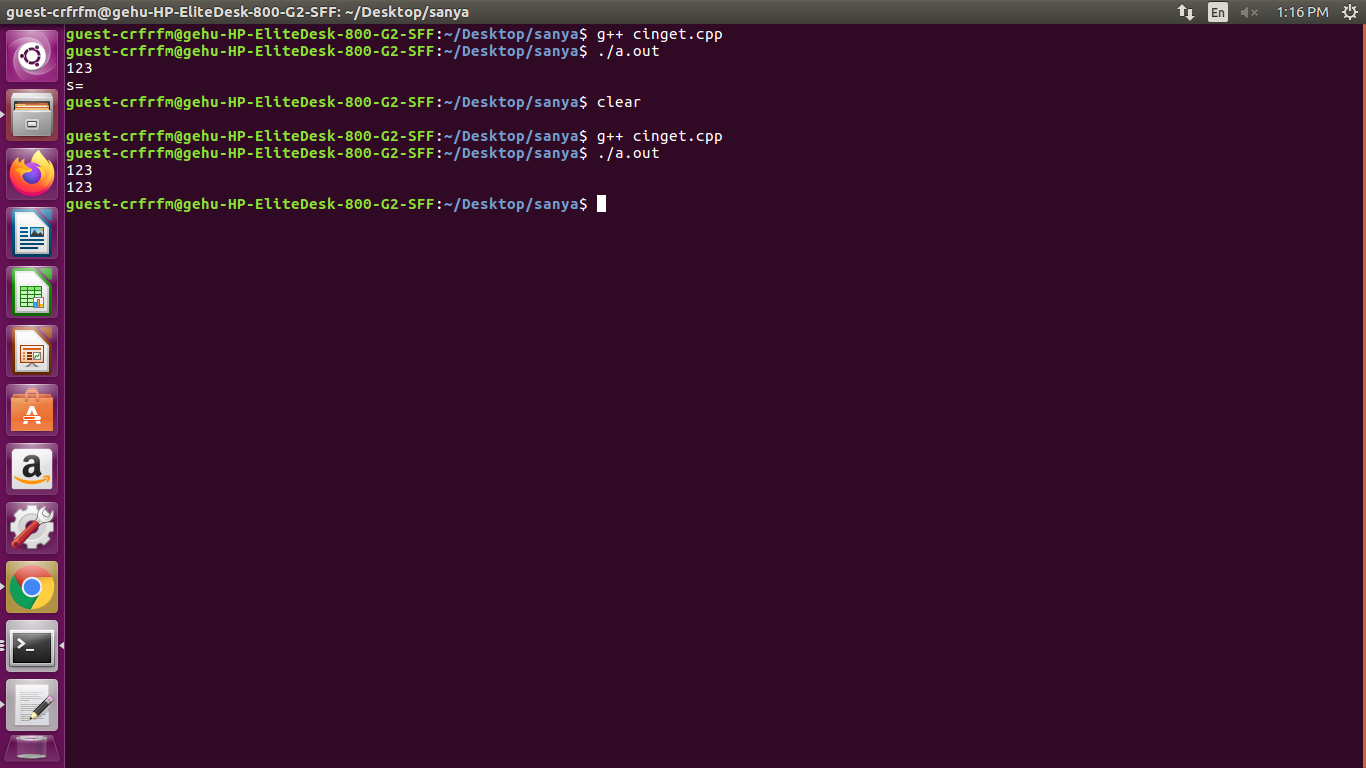 guest-crfrfm@gehu-HP-EliteDesk-800-G2-SFF: ~/Desktop/sanya
En
1:16 PM
guest-crfrfm@gehu-HP-EliteDesk-800-G2-SFF:~/Desktop/sanya$ g++ cinget.cpp
guest-crfrfm@gehu-HP-EliteDesk-800-G2-SFF:~/Desktop/sanya$ ./a.out
123
s=
guest-crfrfm@gehu-HP-EliteDesk-800-G2-SFF:~/Desktop/sanya$ clear
guest-crfrfm@gehu-HP-EliteDesk-800-G2-SFF:~/Desktop/sanya$ g++ cinget.cpp
guest-crfrfm@gehu-HP-EliteDesk-800-G2-SFF:~/Desktop/sanya$ ./a.out
123
123
guest-crfrfm@gehu-HP-EliteDesk-800-G2-SFF:~/Desktop/sanya$